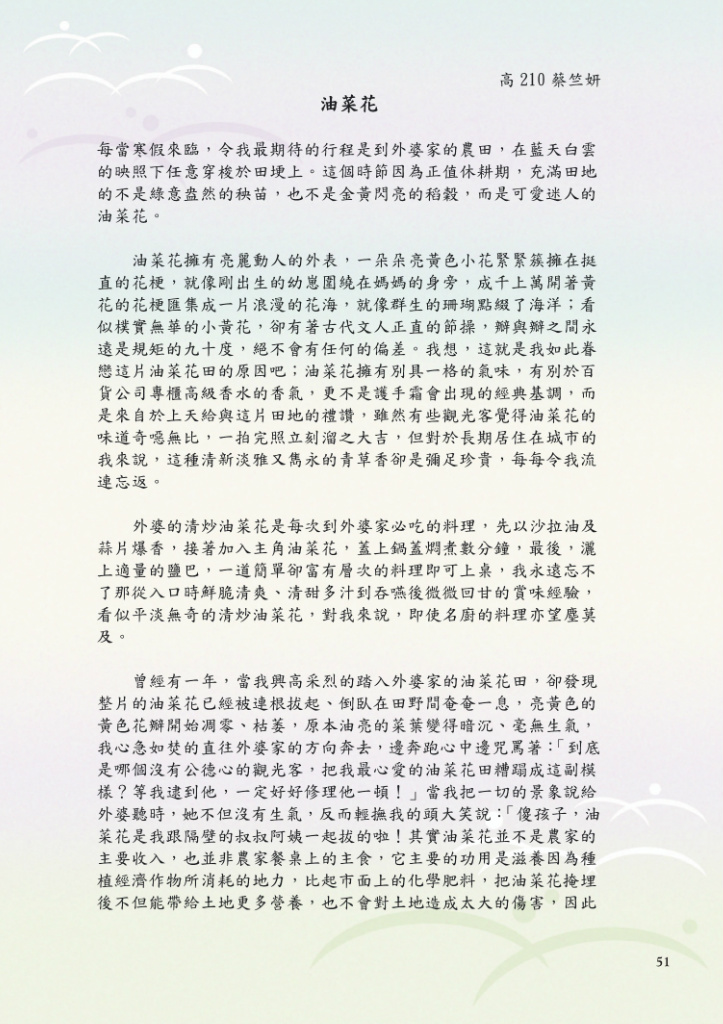 高 210 蔡竺妍
油菜花
每當寒假來臨，令我最期待的行程是到外婆家的農田，在藍天白雲
的映照下任意穿梭於田埂上。這個時節因為正值休耕期，充滿田地
的不是綠意盎然的秧苗，也不是金黃閃亮的稻穀，而是可愛迷人的
油菜花。
油菜花擁有亮麗動人的外表，一朵朵亮黃色小花緊緊簇擁在挺
直的花梗，就像剛出生的幼崽圍繞在媽媽的身旁，成千上萬開著黃
花的花梗匯集成一片浪漫的花海，就像群生的珊瑚點綴了海洋；看
似樸實無華的小黃花，卻有著古代文人正直的節操，瓣與瓣之間永
遠是規矩的九十度，絕不會有任何的偏差。我想，這就是我如此眷
戀這片油菜花田的原因吧；油菜花擁有別具一格的氣味，有別於百
貨公司專櫃高級香水的香氣，更不是護手霜會出現的經典基調，而
是來自於上天給與這片田地的禮讚，雖然有些觀光客覺得油菜花的
味道奇噁無比，一拍完照立刻溜之大吉，但對於長期居住在城市的
我來說，這種清新淡雅又雋永的青草香卻是彌足珍貴，每每令我流
連忘返。
外婆的清炒油菜花是每次到外婆家必吃的料理，先以沙拉油及
蒜片爆香，接著加入主角油菜花，蓋上鍋蓋燜煮數分鐘，最後，灑
上適量的鹽巴，一道簡單卻富有層次的料理即可上桌，我永遠忘不
了那從入口時鮮脆清爽、清甜多汁到吞嚥後微微回甘的賞味經驗，
看似平淡無奇的清炒油菜花，對我來說，即使名廚的料理亦望塵莫
及。
曾經有一年，當我興高采烈的踏入外婆家的油菜花田，卻發現
整片的油菜花已經被連根拔起、倒臥在田野間奄奄一息，亮黃色的
黃色花瓣開始凋零、枯萎，原本油亮的菜葉變得暗沉、毫無生氣，
我心急如焚的直往外婆家的方向奔去，邊奔跑心中邊咒罵著：「到底
是哪個沒有公德心的觀光客，把我最心愛的油菜花田糟蹋成這副模
樣？等我逮到他，一定好好修理他一頓！」當我把一切的景象說給
外婆聽時，她不但沒有生氣，反而輕撫我的頭大笑說：「傻孩子，油
菜花是我跟隔壁的叔叔阿姨一起拔的啦！其實油菜花並不是農家的
主要收入，也並非農家餐桌上的主食，它主要的功用是滋養因為種
植經濟作物所消耗的地力，比起市面上的化學肥料，把油菜花掩埋
後不但能帶給土地更多營養，也不會對土地造成太大的傷害，因此
51